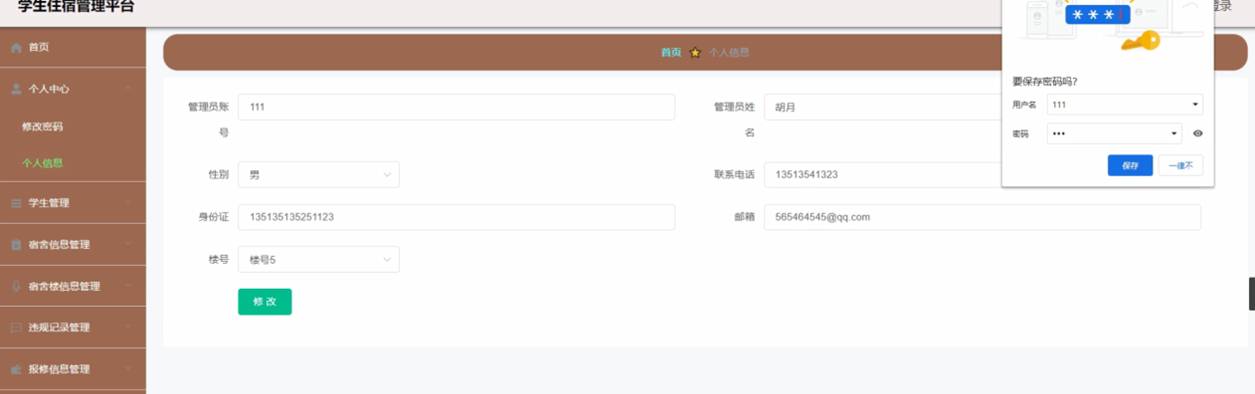 学生住宿管理平台
登录
首页
个人中心
修改密码
个人信息
学生管理
宿舍信息管理
宿舍楼信息管理
违规记录管理
报修信息管理
首页 个人信息
管理员账号 111
管理员姓名 胡月
性别 男
联系电话 13513541323
身份证 135135135251123
邮箱 565464545@qq.com
楼号 楼号5
修 改
要保存密码吗?
用户名 111
密码 •••
保存 一律不